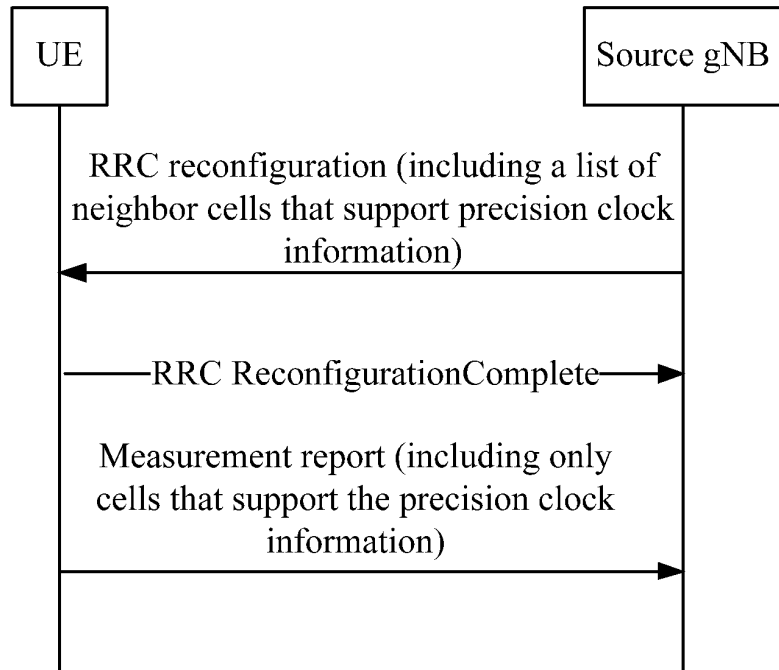 UE
Source gNB
RRC reconfiguration (including a list of
neighbor cells that support precision clock
information)
RRC ReconfigurationComplete
Measurement report (including only
cells that support the precision clock
information)